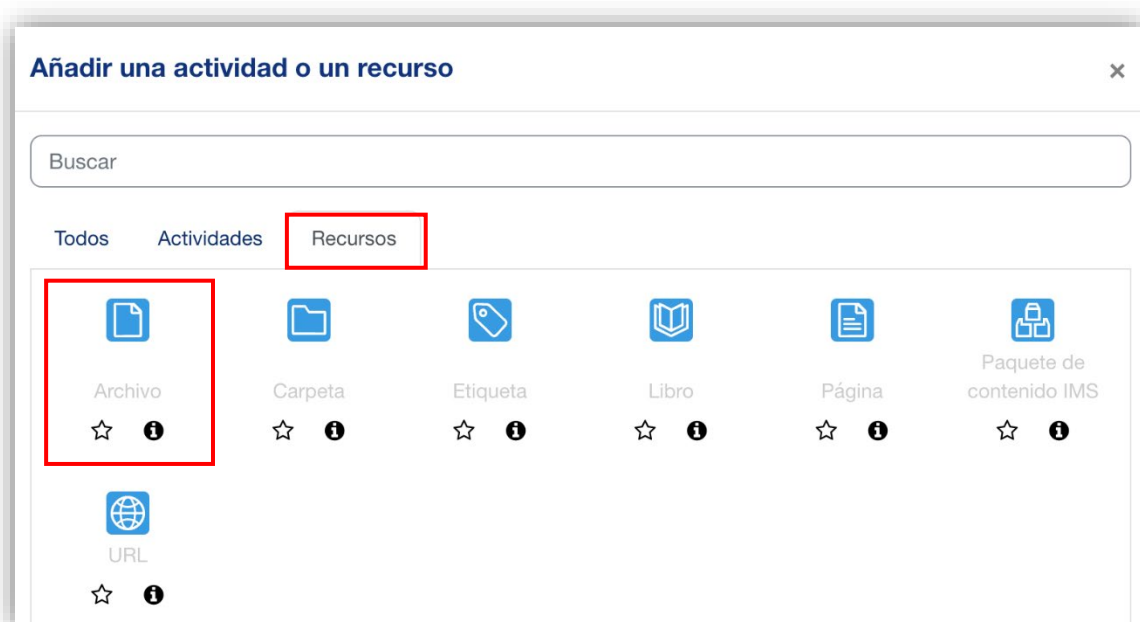 Añadir una actividad o un recurso
×
Buscar
Todos Actividades Recursos
Archivo Carpeta Etiqueta Libro Página Paquete de contenido IMS
URL